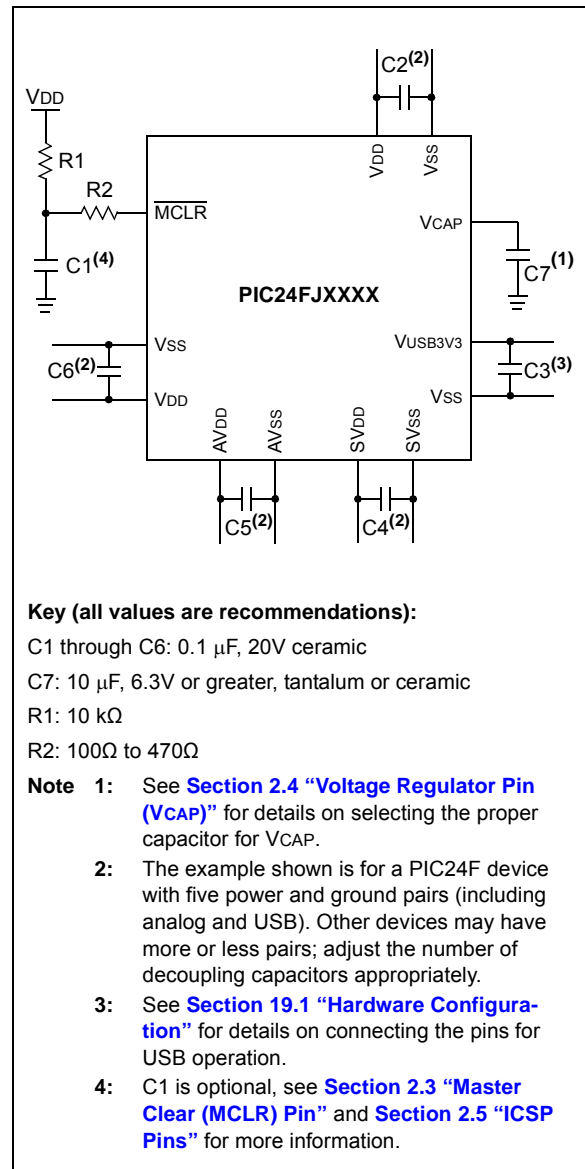 C2(2)
VDD
R1
R2
VDD
VSS
MCLR
VCAP
C1(4)
C7(1)
PIC24FJXXXX
VSS
VUSB3V3
C6(2)
C3(3)
VDD
VSS
AVDD
AVSS
SVDD
SVSS
C5(2)
C4(2)
Key (all values are recommendations):
C1 through C6: 0.1 μF, 20V ceramic
C7: 10 μF, 6.3V or greater, tantalum or ceramic
R1: 10 kΩ
R2: 100Ω to 470Ω
Note 1: See Section 2.4 “Voltage Regulator Pin
(VCAP)” for details on selecting the proper
capacitor for VCAP.
2: The example shown is for a PIC24F device
with five power and ground pairs (including
analog and USB). Other devices may have
more or less pairs; adjust the number of
decoupling capacitors appropriately.
3: See Section 19.1 “Hardware Configura-
tion” for details on connecting the pins for
USB operation.
4: C1 is optional, see Section 2.3 “Master
Clear (MCLR) Pin” and Section 2.5 “ICSP
Pins” for more information.